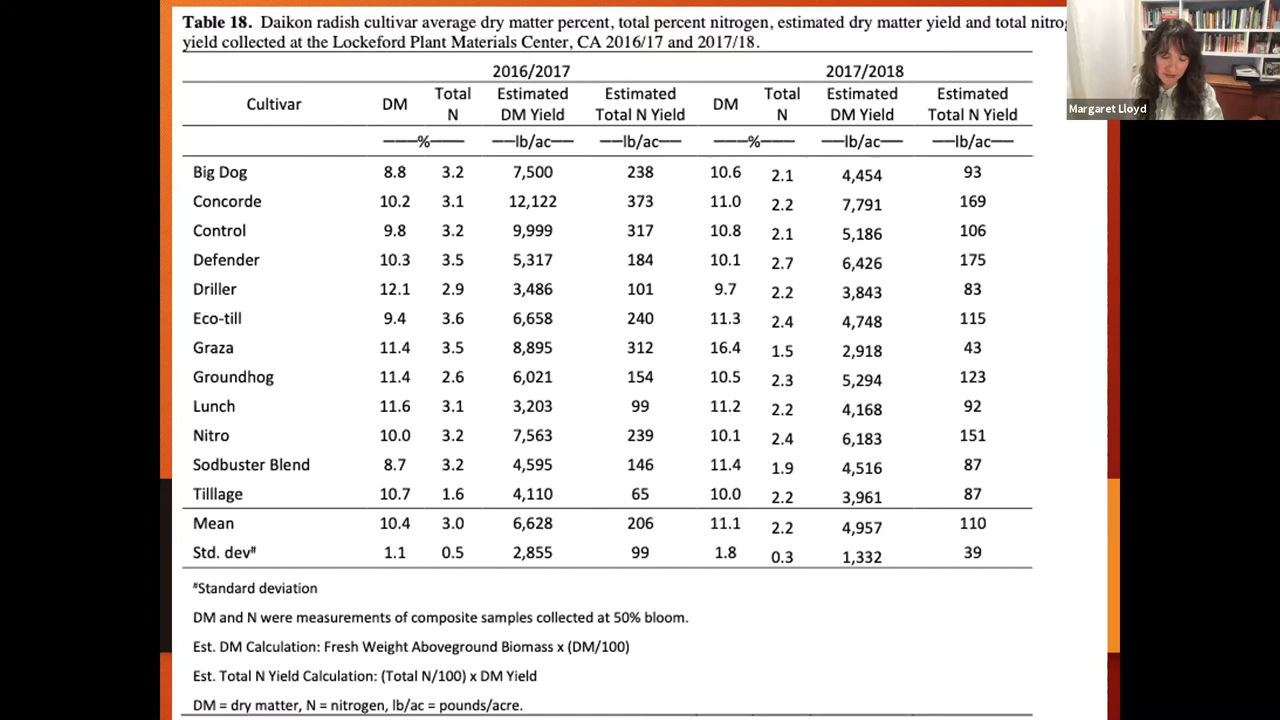 Table 18. Daikon radish cultivar average dry matter percent, total percent nitrogen, estimated dry matter yield and total nitrog
yield collected at the Lockeford Plant Materials Center, CA 2016/17 and 2017/18.
Margaret Lloyd
2016/2017 2017/2018
Cultivar DM Total N Estimated DM Yield Estimated Total N Yield DM Total N Estimated DM Yield Estimated Total N Yield
——%—— —lb/ac— —lb/ac— ——%—— —lb/ac— —lb/ac—
Big Dog 8.8 3.2 7,500 238 10.6 2.1 4,454 93
Concorde 10.2 3.1 12,122 373 11.0 2.2 7,791 169
Control 9.8 3.2 9,999 317 10.8 2.1 5,186 106
Defender 10.3 3.5 5,317 184 10.1 2.7 6,426 175
Driller 12.1 2.9 3,486 101 9.7 2.2 3,843 83
Eco-till 9.4 3.6 6,658 240 11.3 2.4 4,748 115
Graza 11.4 3.5 8,895 312 16.4 1.5 2,918 43
Groundhog 11.4 2.6 6,021 154 10.5 2.3 5,294 123
Lunch 11.6 3.1 3,203 99 11.2 2.2 4,168 92
Nitro 10.0 3.2 7,563 239 10.1 2.4 6,183 151
Sodbuster Blend 8.7 3.2 4,595 146 11.4 1.9 4,516 87
Tilllage 10.7 1.6 4,110 65 10.0 2.2 3,961 87
Mean 10.4 3.0 6,628 206 11.1 2.2 4,957 110
Std. dev# 1.1 0.5 2,855 99 1.8 0.3 1,332 39
#Standard deviation
DM and N were measurements of composite samples collected at 50% bloom.
Est. DM Calculation: Fresh Weight Aboveground Biomass x (DM/100)
Est. Total N Yield Calculation: (Total N/100) x DM Yield
DM = dry matter, N = nitrogen, lb/ac = pounds/acre.